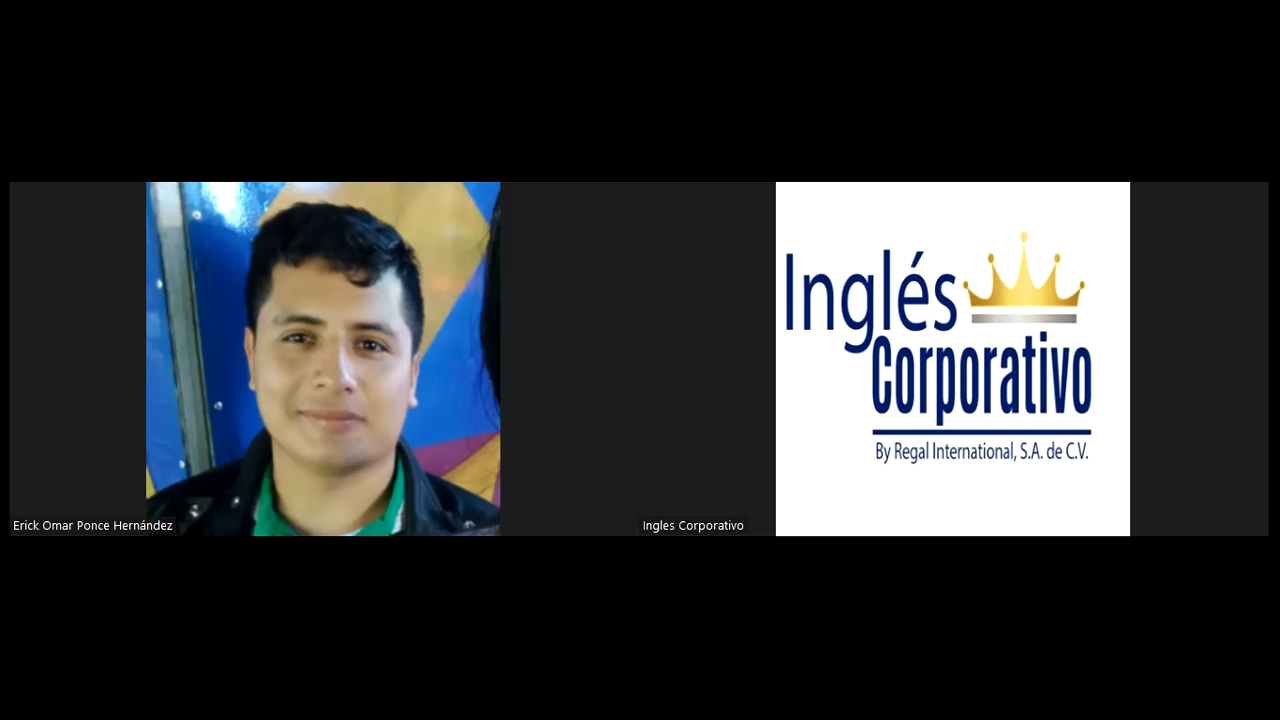 Inglés
Corporativo
By Regal International, S.A. de C.V.
Erick Omar Ponce Hernández
Ingles Corporativo